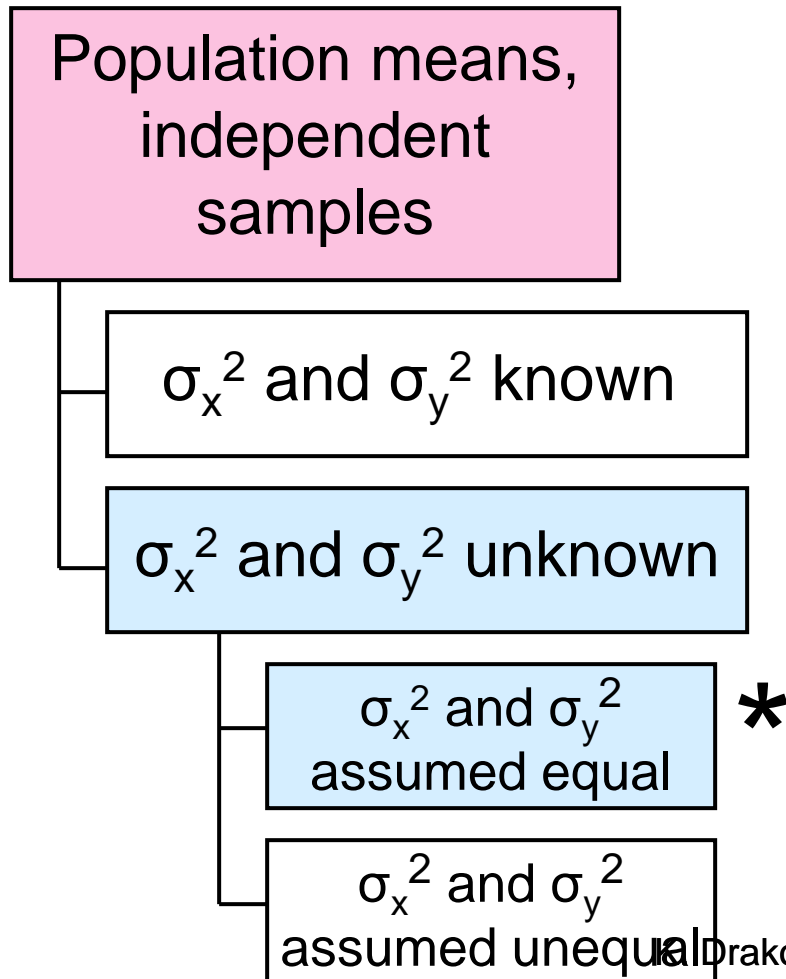 Population means,
independent
samples
σx² and σy² known
σx² and σy² unknown
σx² and σy²
assumed equal
*
σx² and σy²
assumed unequal